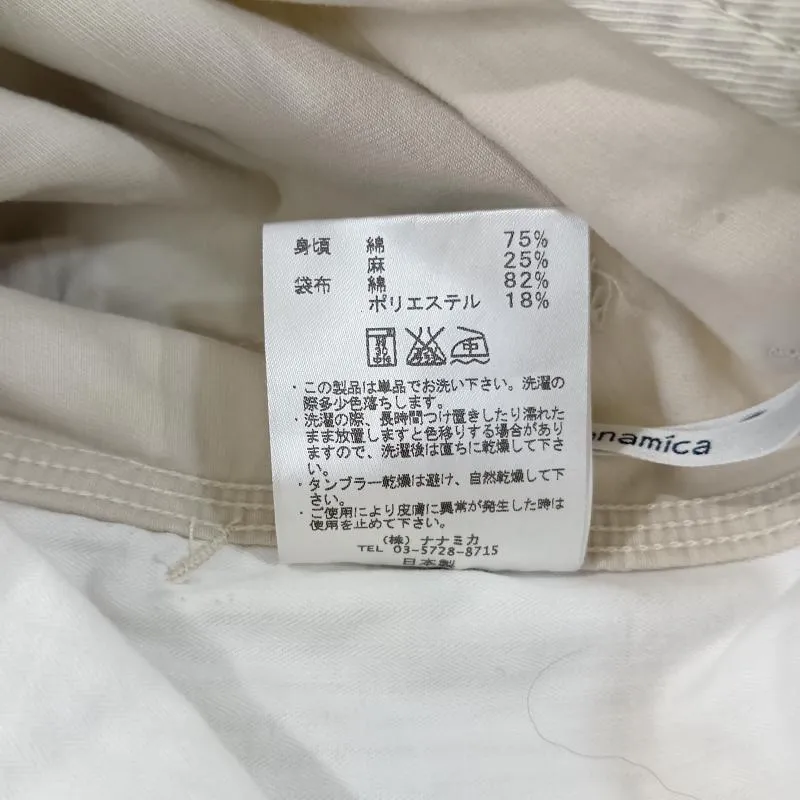 身頃 綿 75%
麻 25%
袋布 綿 82%
ポリエステル 18%
・この製品は単品でお洗い下さい。洗濯の
際多少色落ちします。
・洗濯の際、長時間つけ置きしたり濡れた
まま放置しますと色移りする場合があり
ますので、洗濯後は直ちに乾燥して下さ
い。
・タンブラー乾燥は避け、自然乾燥して下
さい。
・ご使用により皮膚に異常が発生した時は
使用を止めて下さい。
(株) ナナミカ
TEL 03-5728-8715
日本製
namica